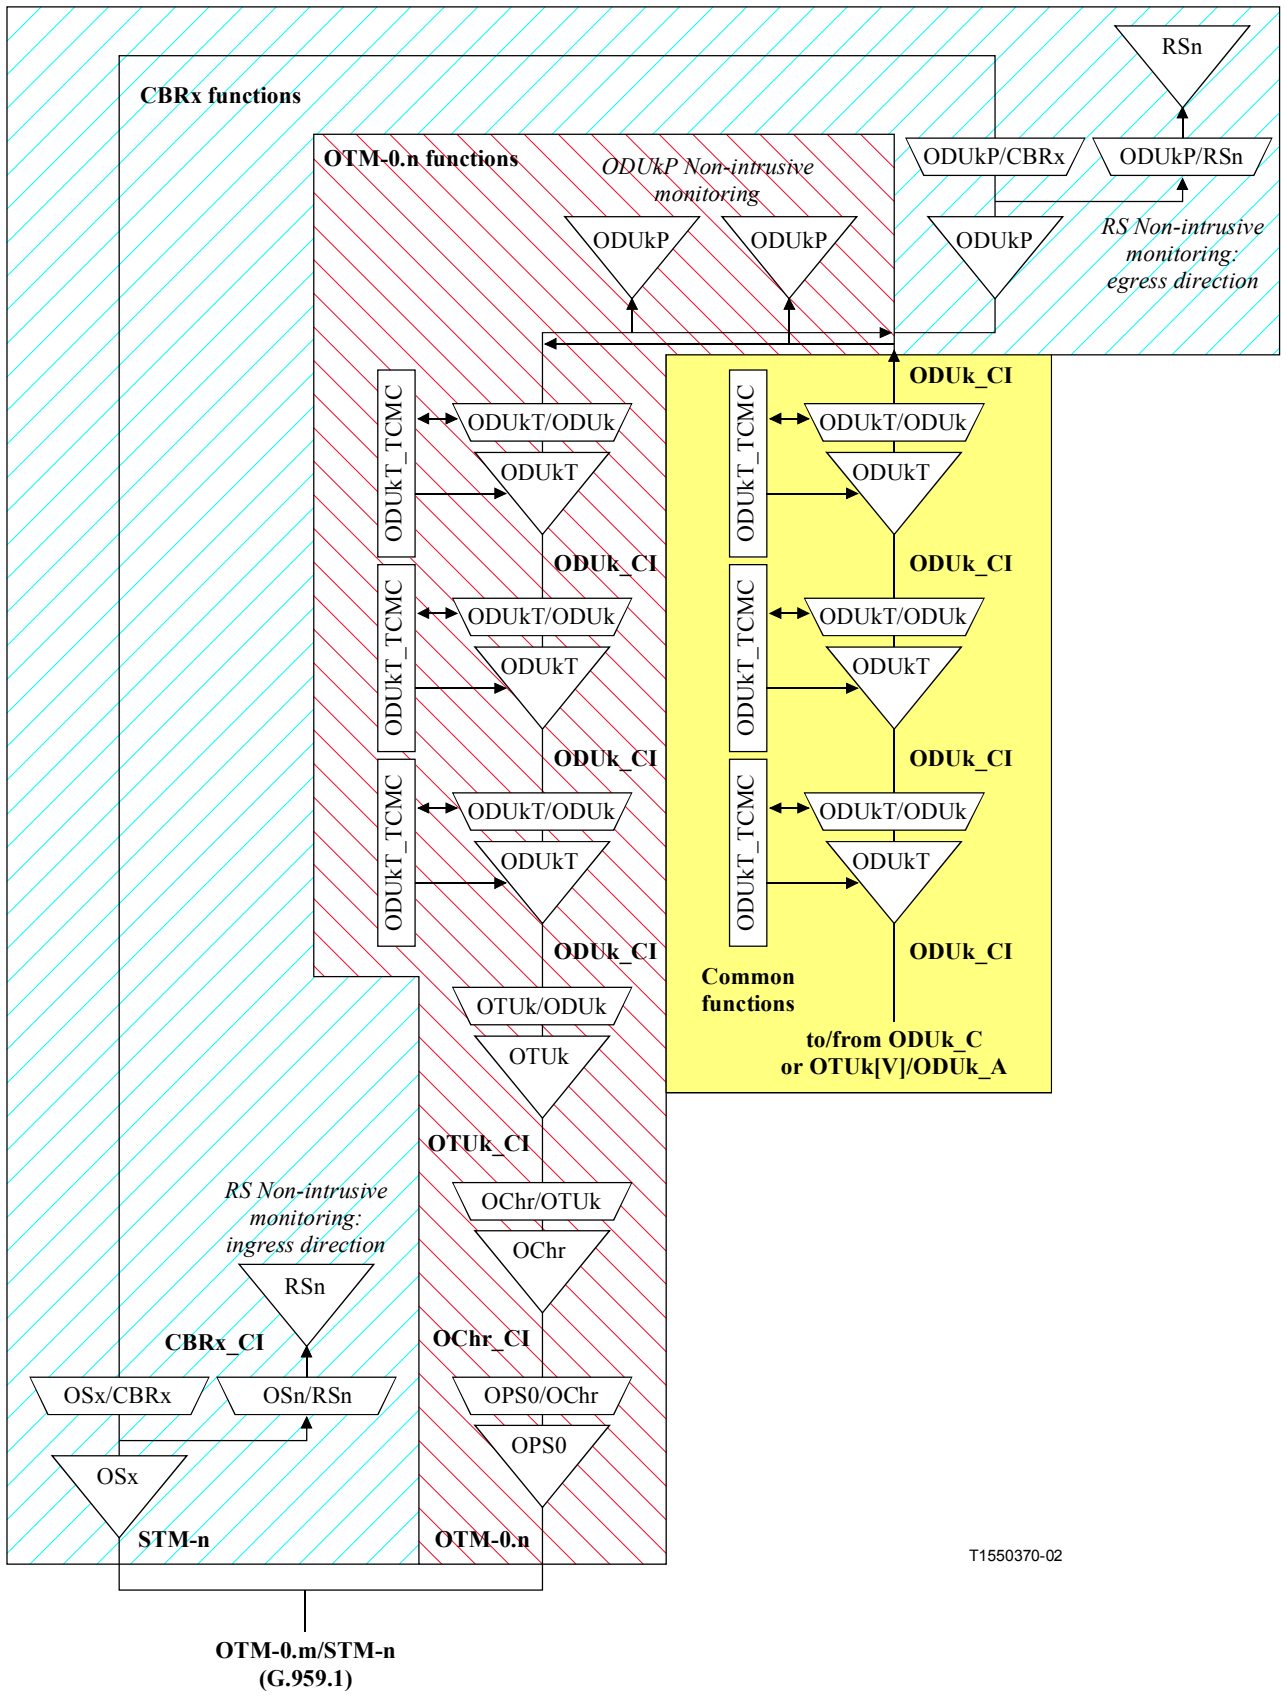 RSn
CBRx functions
OTM-0.n functions
ODUkP Non-intrusive
monitoring
ODUkP/CBRx
ODUkP/RSn
ODUkP
ODUkP
ODUkP
RS Non-intrusive
monitoring:
egress direction
ODUk_CI
ODUkT_TCMC
ODUkT/ODUk
ODUkT
ODUkT_TCMC
ODUkT/ODUk
ODUkT
ODUk_CI
ODUk_CI
ODUkT_TCMC
ODUkT/ODUk
ODUkT
ODUkT_TCMC
ODUkT/ODUk
ODUkT
ODUk_CI
ODUk_CI
ODUkT_TCMC
ODUkT/ODUk
ODUkT
ODUkT_TCMC
ODUkT/ODUk
ODUkT
ODUk_CI
ODUk_CI
Common
functions
OTUk/ODUk
to/from ODUk_C
or OTUk[V]/ODUk_A
OTUk
OTUk_CI
RS Non-intrusive
monitoring:
ingress direction
OChr/OTUk
OChr
RSn
CBRx_CI
OChr_CI
OSx/CBRx
OSn/RSn
OPS0/OChr
OPS0
OSx
STM-n
OTM-0.n
T1550370-02
OTM-0.m/STM-n
(G.959.1)